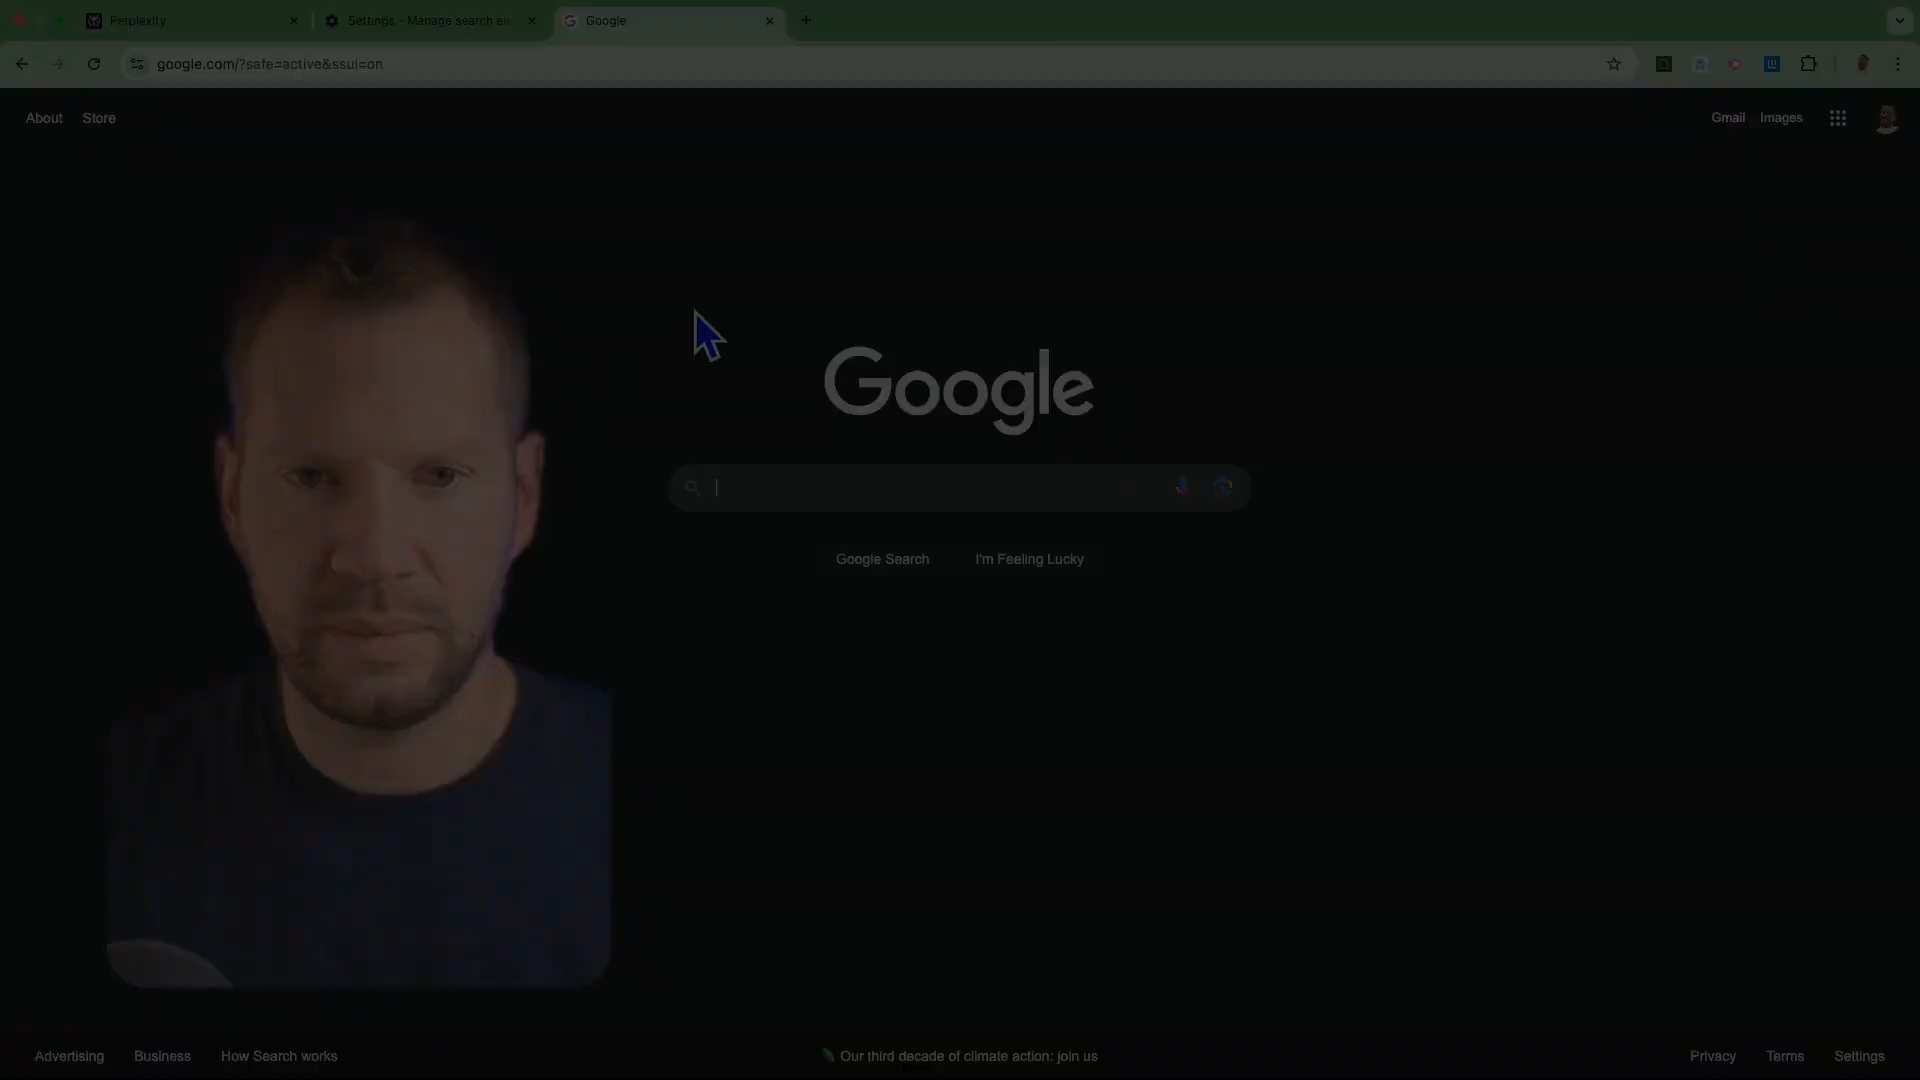 Perplexity
Settings - Manage search en
Google
google.com/?safe=active&ssui=on
About
Store
Gmail
Images
Google
Google Search
I'm Feeling Lucky
Advertising
Business
How Search works
Our third decade of climate action: join us
Privacy
Terms
Settings